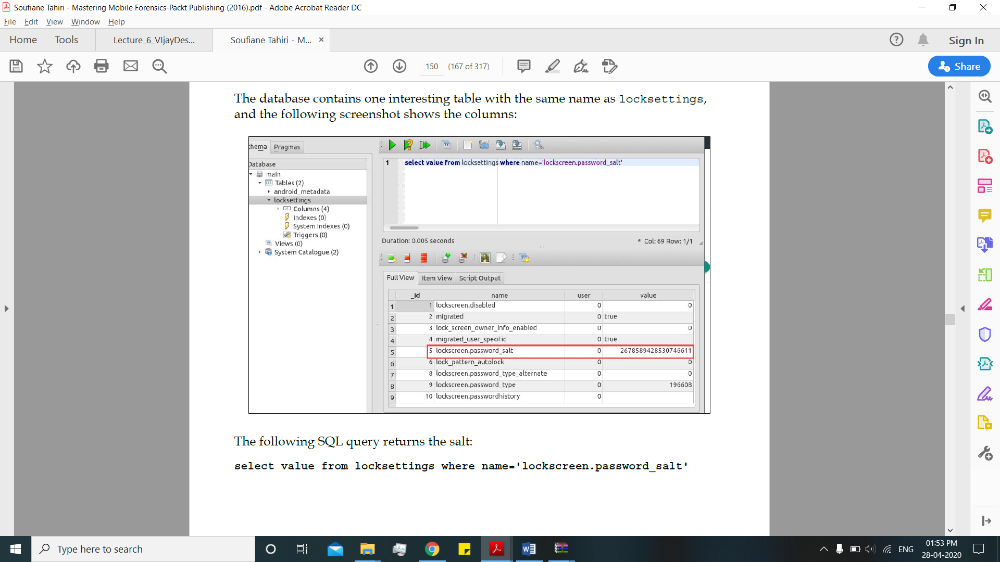 Soufiane Tahiri - Mastering Mobile Forensics-Packt Publishing (2016).pdf - Adobe Acrobat Reader DC
File Edit View Window Help
Home Tools Lecture_6_VIjayDes... Soufiane Tahiri - M... × Sign In
150 (167 of 317) Share
The database contains one interesting table with the same name as locksettings,
and the following screenshot shows the columns:
hema Pragmas
Database
main
Tables (2)
android_metadata
locksettings
Columns (4)
Indexes (0)
System Indexes (0)
Triggers (0)
Views (0)
System Catalogue (2)
1 select value from locksettings where name='lockscreen.password_salt'
Duration: 0.005 seconds * Col: 69 Row: 1/1
Full View Item View Script Output
_id name user value
1 1 lockscreen.disabled 0 0
2 2 migrated 0 true
3 3 lock_screen_owner_info_enabled 0 0
4 4 migrated_user_specific 0 true
5 5 lockscreen.password_salt 0 2678589428530746611
6 6 lock_pattern_autolock 0 0
7 8 lockscreen.password_type_alternate 0 0
8 9 lockscreen.password_type 0 196608
9 10 lockscreen.passwordhistory 0
The following SQL query returns the salt:
select value from locksettings where name='lockscreen.password_salt'
Type here to search
ENG
01:53 PM
28-04-2020